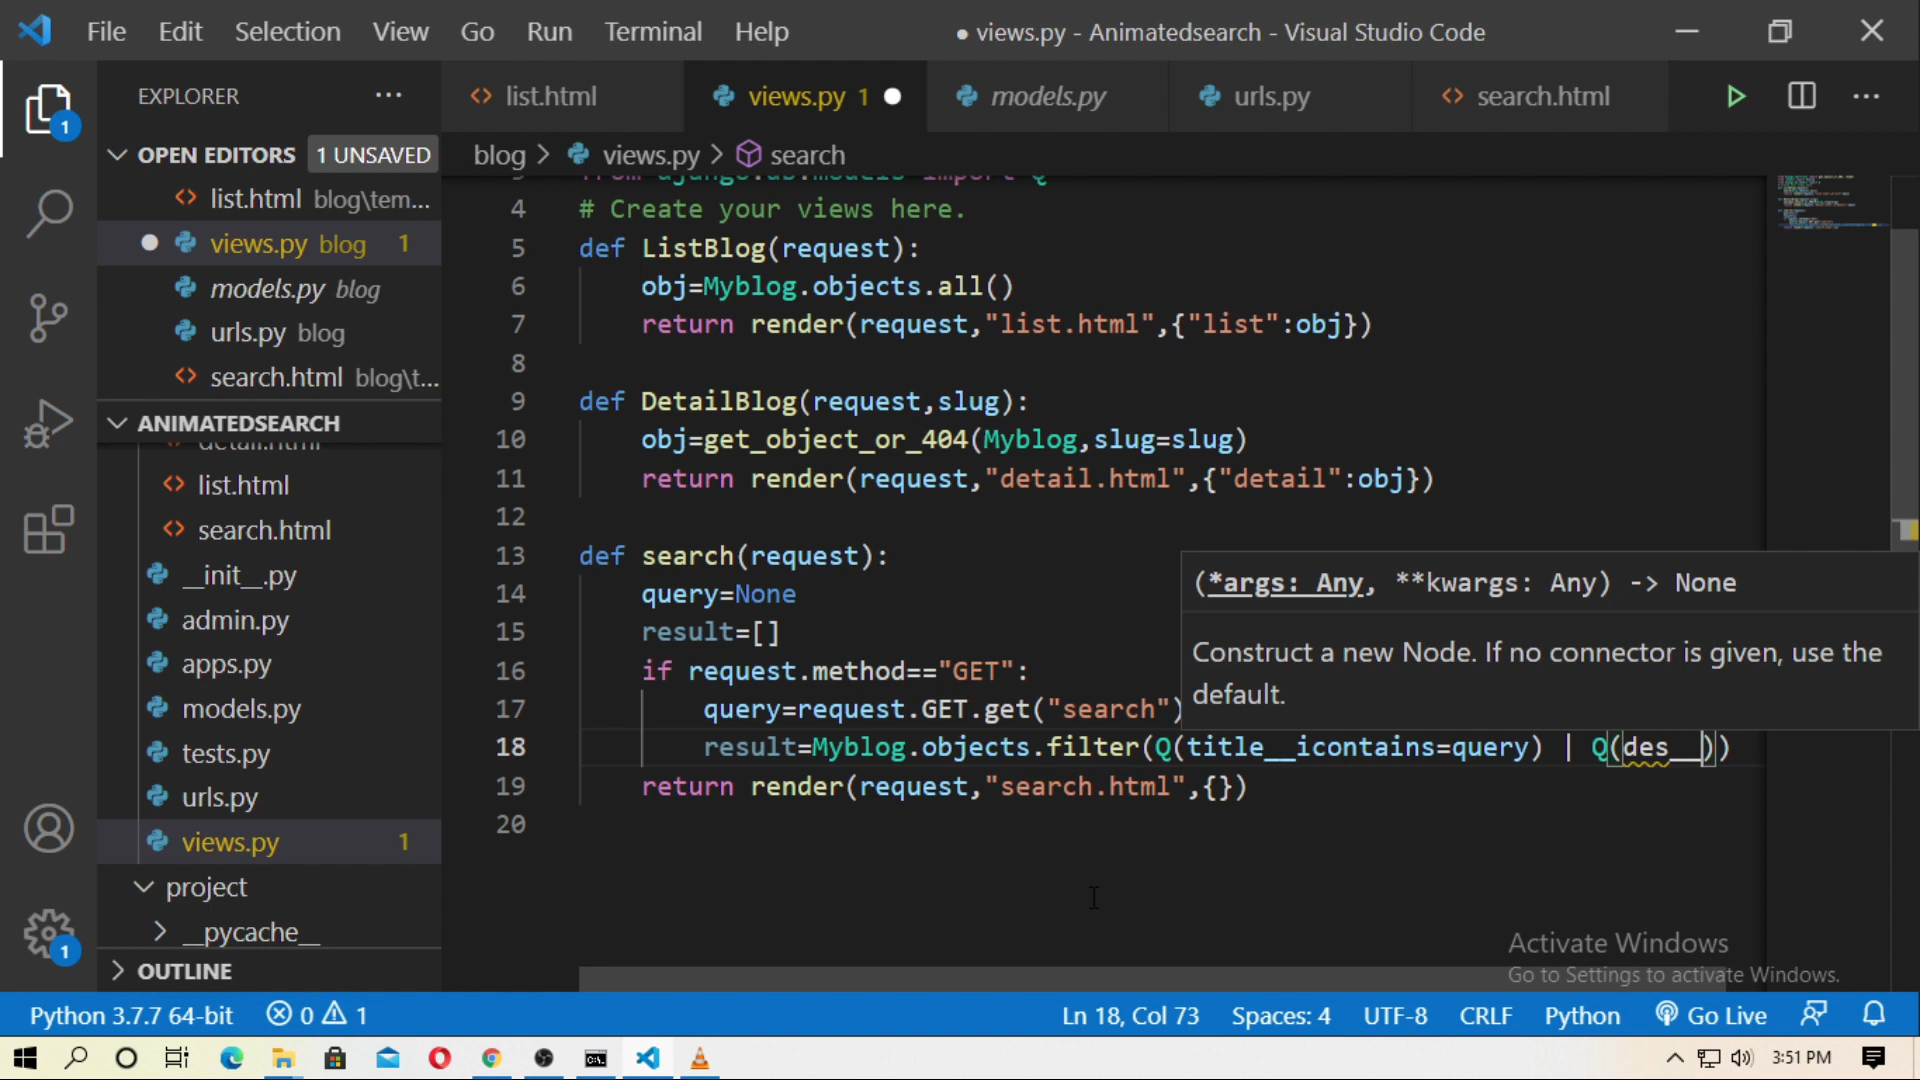 File Edit Selection View Go Run Terminal Help
● views.py - Animatedsearch - Visual Studio Code
EXPLORER
list.html
views.py 1
models.py
urls.py
search.html
OPEN EDITORS 1 UNSAVED
list.html blog\tem...
views.py blog 1
models.py blog
urls.py blog
search.html blog\t...
ANIMATEDSEARCH
detail.html
list.html
search.html
__init__.py
admin.py
apps.py
models.py
tests.py
urls.py
views.py 1
project
__pycache__
OUTLINE
blog > views.py > search
from django.db.models import Q
4 # Create your views here.
5 def ListBlog(request):
6 obj=Myblog.objects.all()
7 return render(request,"list.html",{"list":obj})
8
9 def DetailBlog(request,slug):
10 obj=get_object_or_404(Myblog,slug=slug)
11 return render(request,"detail.html",{"detail":obj})
12
13 def search(request):
14 query=None
15 result=[]
16 if request.method=="GET":
17 query=request.GET.get("search")
18 result=Myblog.objects.filter(Q(title__icontains=query) | Q(des__))
19 return render(request,"search.html",{})
20
(*args: Any, **kwargs: Any) -> None
Construct a new Node. If no connector is given, use the
default.
Activate Windows
Go to Settings to activate Windows.
1
1
Python 3.7.7 64-bit 0 1 Ln 18, Col 73 Spaces: 4 UTF-8 CRLF Python Go Live
3:51 PM